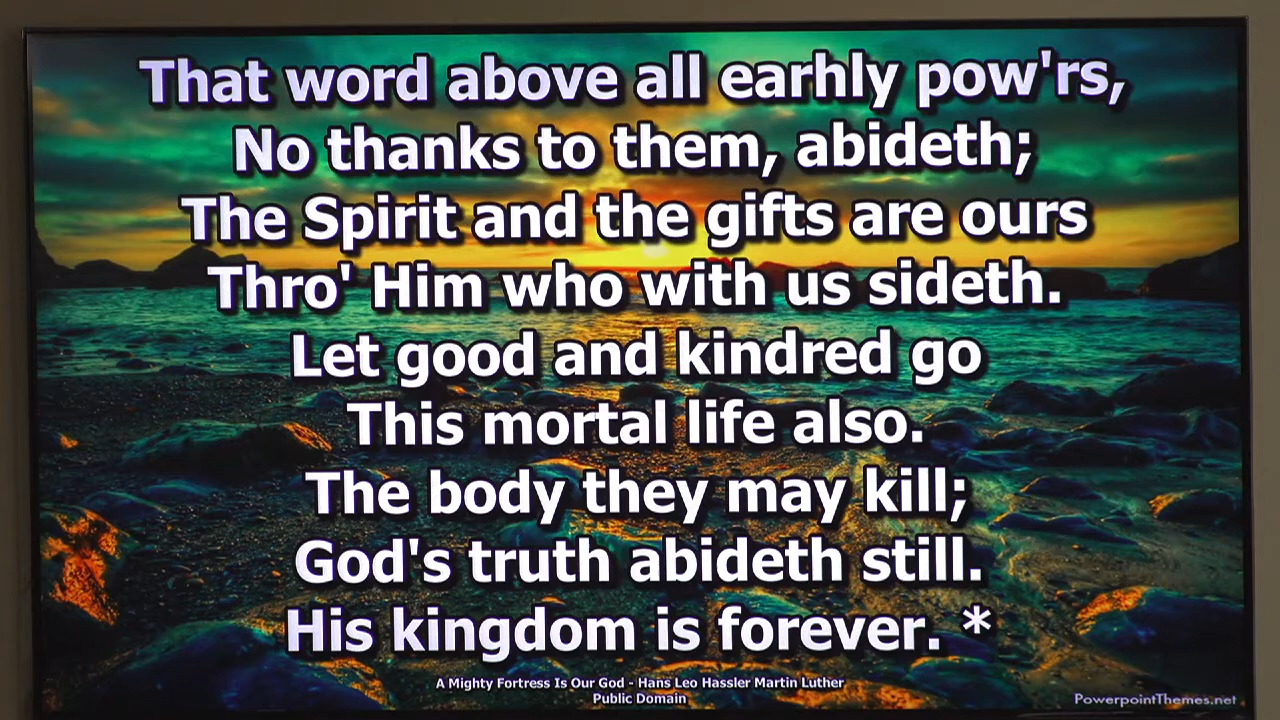 That word above all earhly pow'rs,
No thanks to them, abideth;
The Spirit and the gifts are ours
Thro' Him who with us sideth.
Let good and kindred go
This mortal life also.
The body they may kill;
God's truth abideth still.
His kingdom is forever. *
A Mighty Fortress Is Our God - Hans Leo Hassler Martin Luther
Public Domain
PowerpointThemes.net